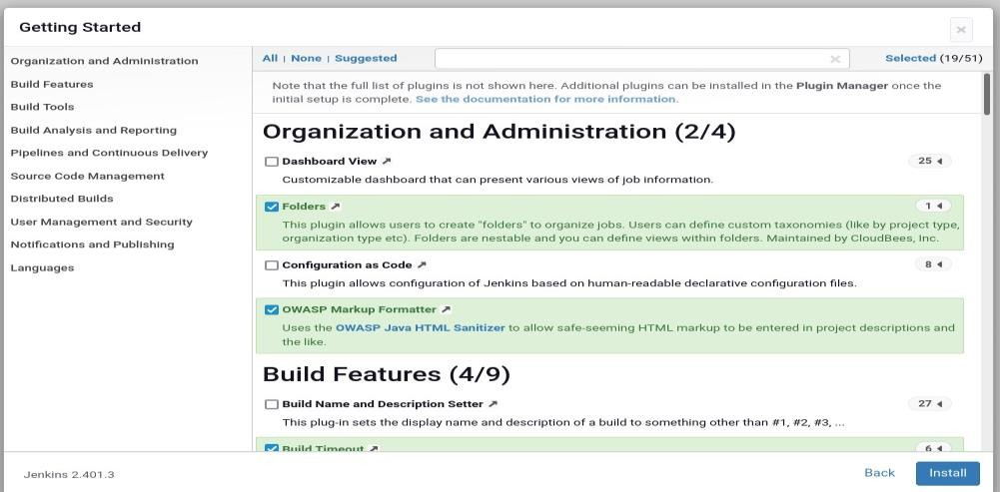 Getting Started
Organization and Administration
Build Features
Build Tools
Build Analysis and Reporting
Pipelines and Continuous Delivery
Source Code Management
Distributed Builds
User Management and Security
Notifications and Publishing
Languages
All | None | Suggested
Selected (19/51)
Note that the full list of plugins is not shown here. Additional plugins can be installed in the Plugin Manager once the
initial setup is complete. See the documentation for more information.
Organization and Administration (2/4)
Dashboard View 25
Customizable dashboard that can present various views of job information.
Folders 1
This plugin allows users to create "folders" to organize jobs. Users can define custom taxonomies (like by project type,
organization type etc). Folders are nestable and you can define views within folders. Maintained by CloudBees, Inc.
Configuration as Code 8
This plugin allows configuration of Jenkins based on human-readable declarative configuration files.
OWASP Markup Formatter
Uses the OWASP Java HTML Sanitizer to allow safe-seeming HTML markup to be entered in project descriptions and
the like.
Build Features (4/9)
Build Name and Description Setter 27
This plug-in sets the display name and description of a build to something other than #1, #2, #3, ...
Build Timeout 6
Jenkins 2.401.3
Back
Install